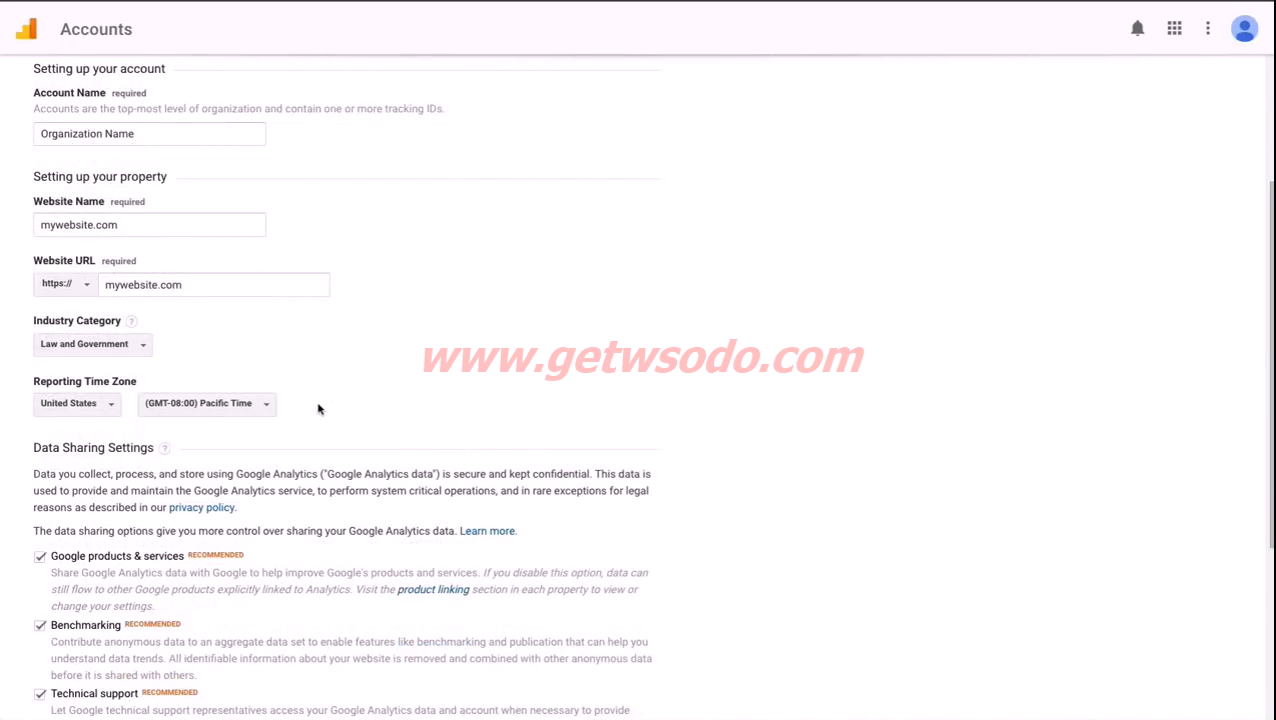 Accounts
Setting up your account
Account Name required
Accounts are the top-most level of organization and contain one or more tracking IDs.
Organization Name
Setting up your property
Website Name required
mywebsite.com
Website URL required
https:// mywebsite.com
Industry Category ?
Law and Government
www.getwsodo.com
Reporting Time Zone
United States (GMT-08:00) Pacific Time
Data Sharing Settings ?
Data you collect, process, and store using Google Analytics ("Google Analytics data") is secure and kept confidential. This data is
used to provide and maintain the Google Analytics service, to perform system critical operations, and in rare exceptions for legal
reasons as described in our privacy policy.
The data sharing options give you more control over sharing your Google Analytics data. Learn more.
Google products & services RECOMMENDED
Share Google Analytics data with Google to help improve Google's products and services. If you disable this option, data can
still flow to other Google products explicitly linked to Analytics. Visit the product linking section in each property to view or
change your settings.
Benchmarking RECOMMENDED
Contribute anonymous data to an aggregate data set to enable features like benchmarking and publication that can help you
understand data trends. All identifiable information about your website is removed and combined with other anonymous data
before it is shared with others.
Technical support RECOMMENDED
Let Google technical support representatives access your Google Analytics data and account when necessary to provide